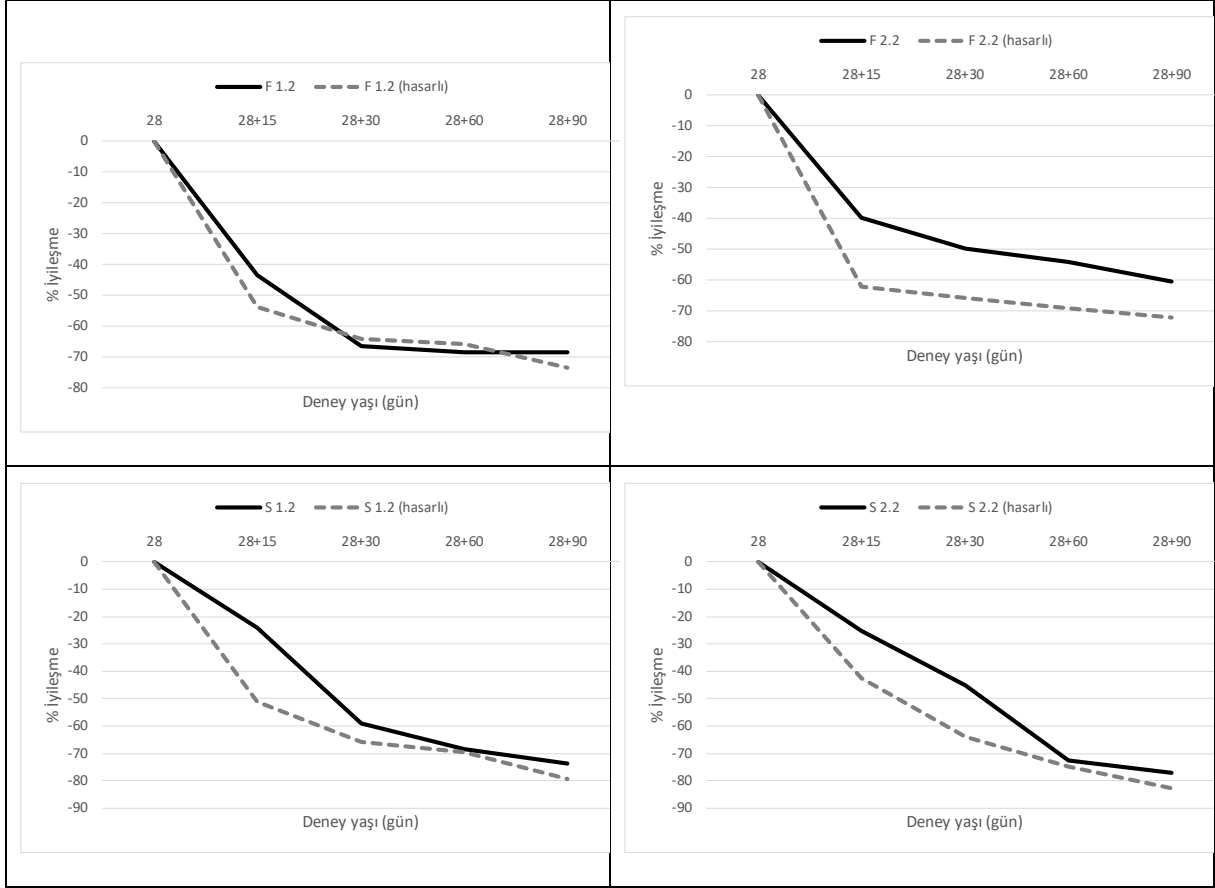 F 1.2 F 1.2 (hasarlı)
28 28+15 28+30 28+60 28+90
0
-10
-20
-30
-40
-50
-60
-70
-80
% İyileşme
Deney yaşı (gün)
F 2.2 F 2.2 (hasarlı)
28 28+15 28+30 28+60 28+90
0
-10
-20
-30
-40
-50
-60
-70
-80
% İyileşme
Deney yaşı (gün)
S 1.2 S 1.2 (hasarlı)
28 28+15 28+30 28+60 28+90
0
-10
-20
-30
-40
-50
-60
-70
-80
-90
% İyileşme
Deney yaşı (gün)
S 2.2 S 2.2 (hasarlı)
28 28+15 28+30 28+60 28+90
0
-10
-20
-30
-40
-50
-60
-70
-80
-90
% İyileşme
Deney yaşı (gün)